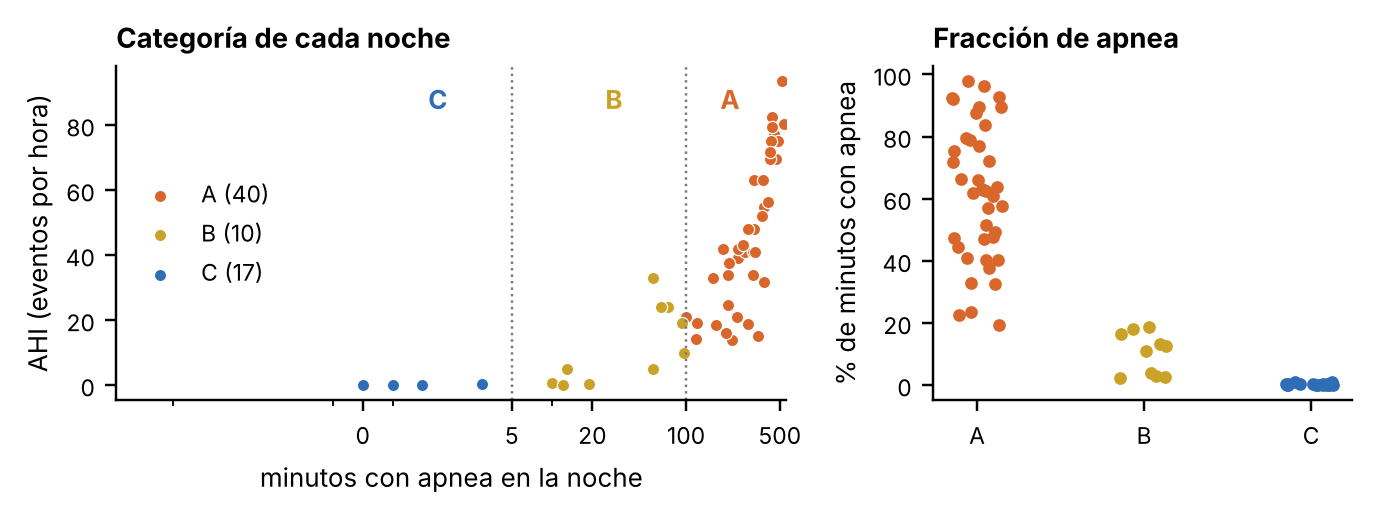 Categoría de cada noche
AHI (eventos por hora)
80
60
40
20
0
C
B
A
A (40)
B (10)
C (17)
0
5
20
100
500
minutos con apnea en la noche
Fracción de apnea
% de minutos con apnea
100
80
60
40
20
0
A
B
C